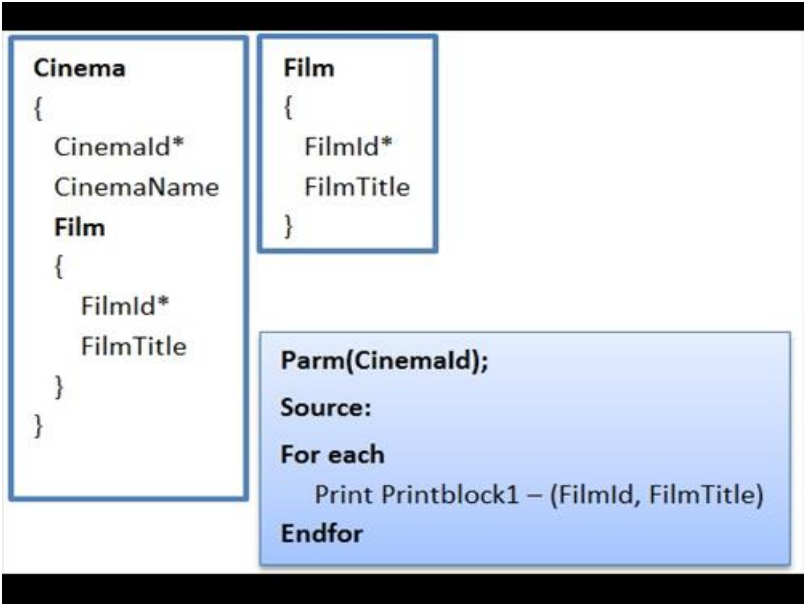 Cinema
{
CinemaId*
CinemaName
Film
{
FilmId*
FilmTitle
}
}
Film
{
FilmId*
FilmTitle
}
Parm(CinemaId);
Source:
For each
Print Printblock1 – (FilmId, FilmTitle)
Endfor